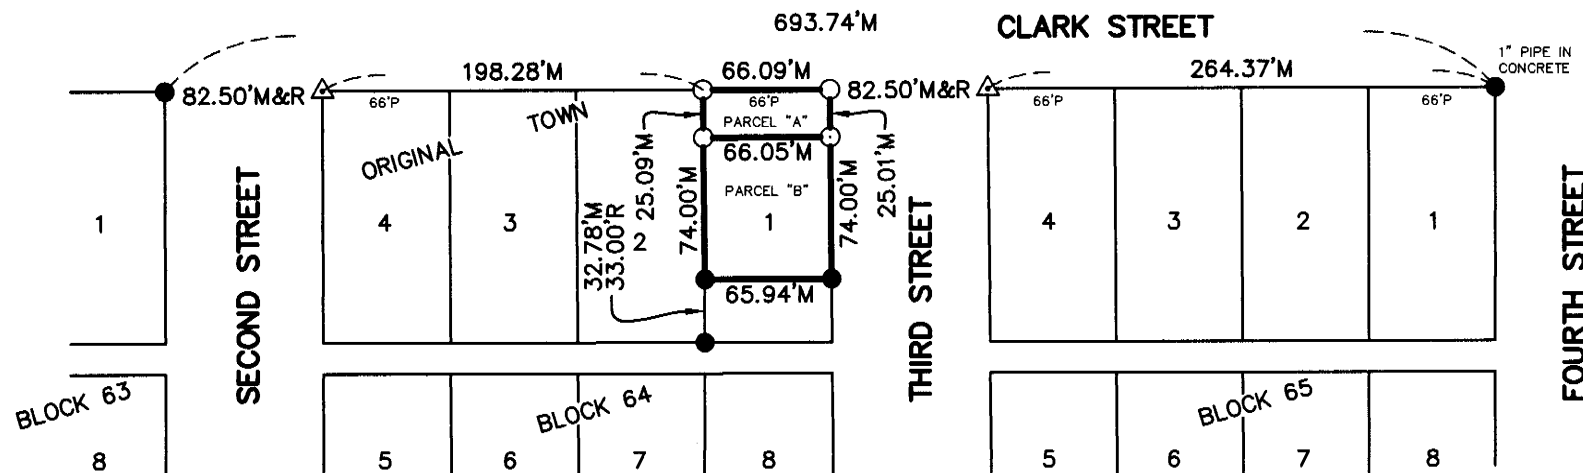 693.74'M
CLARK STREET
1" PIPE IN
CONCRETE
82.50'M&R
198.28'M
66.09'M
82.50'M&R
264.37'M
66'P
66'P
66'P
66'P
PARCEL "A"
ORIGINAL TOWN
66.05'M
25.09'M
25.01'M
74.00'M
74.00'M
PARCEL "B"
32.78'M
33.00'R
1
4
3
2
1
4
3
2
1
65.94'M
SECOND STREET
THIRD STREET
FOURTH STREET
BLOCK 63
BLOCK 64
BLOCK 65
8
5
6
7
8
5
6
7
8